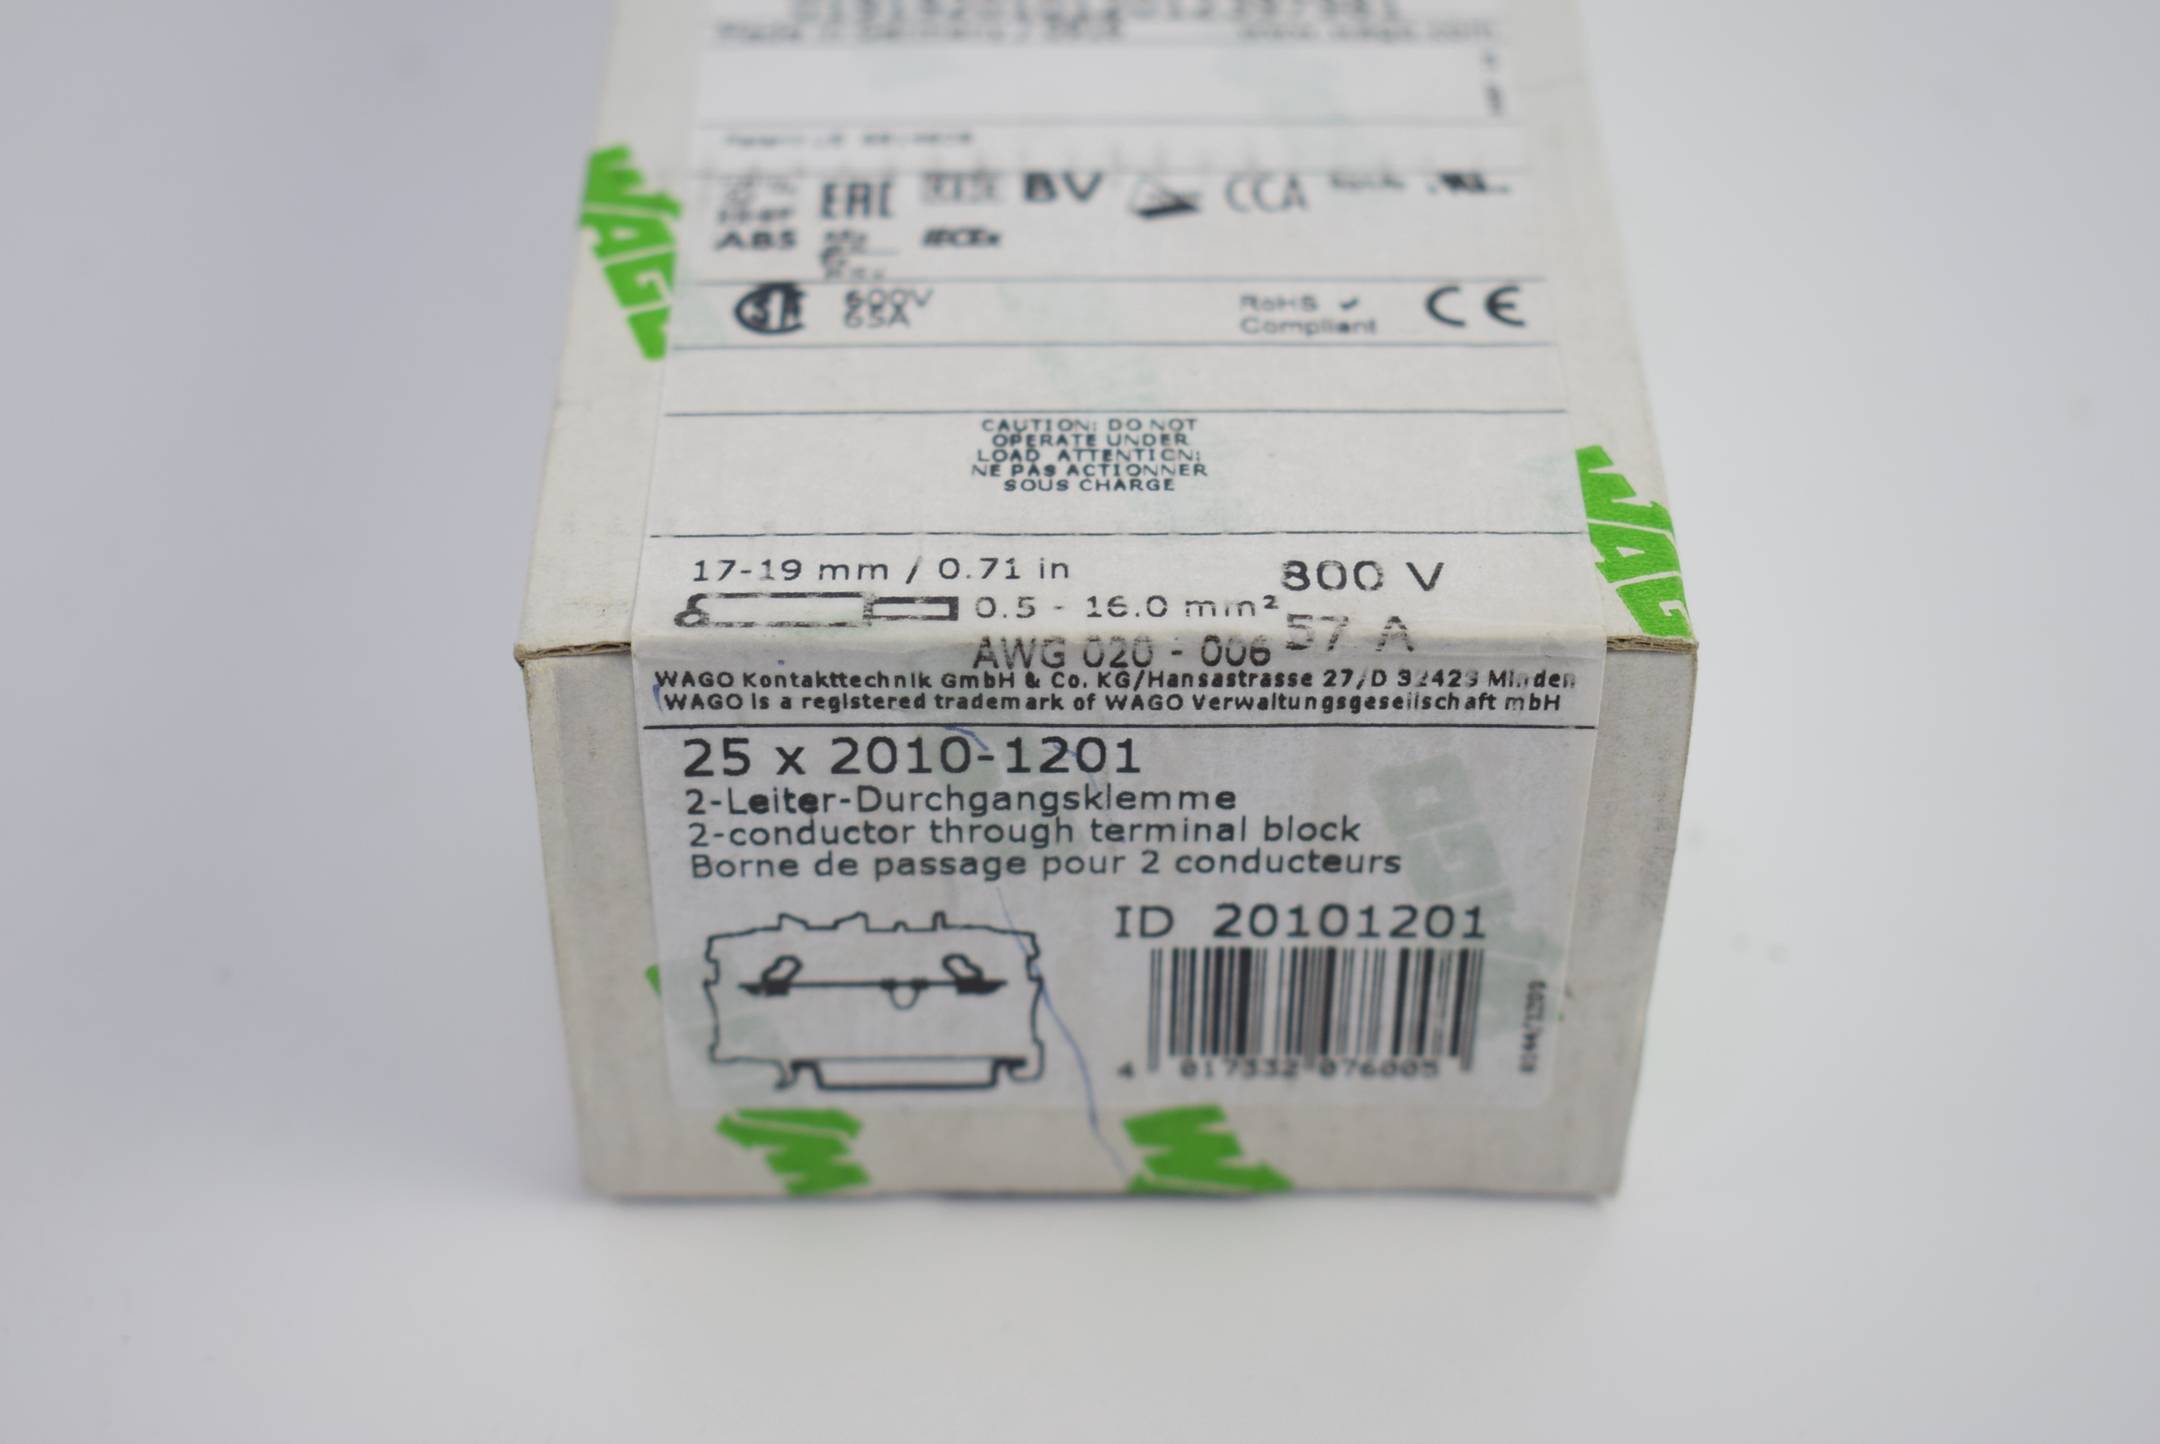 WAGO
EAC
BV
CCA
ABS
IECEx
600V
65A
RoHS
Compliant
CE
CAUTION: DO NOT
OPERATE UNDER
LOAD ATTENTION:
NE PAS ACTIONNER
SOUS CHARGE
WAGO
17-19 mm / 0.71 in
800 V
0.5 - 16.0 mm²
57 A
AWG 020 - 006
WAGO Kontakttechnik GmbH & Co. KG/Hansastrasse 27/D 32423 Minden
WAGO is a registered trademark of WAGO Verwaltungsgesellschaft mbH
25 x 2010-1201
2-Leiter-Durchgangsklemme
2-conductor through terminal block
Borne de passage pour 2 conducteurs
ID 20101201
4 017332 076005